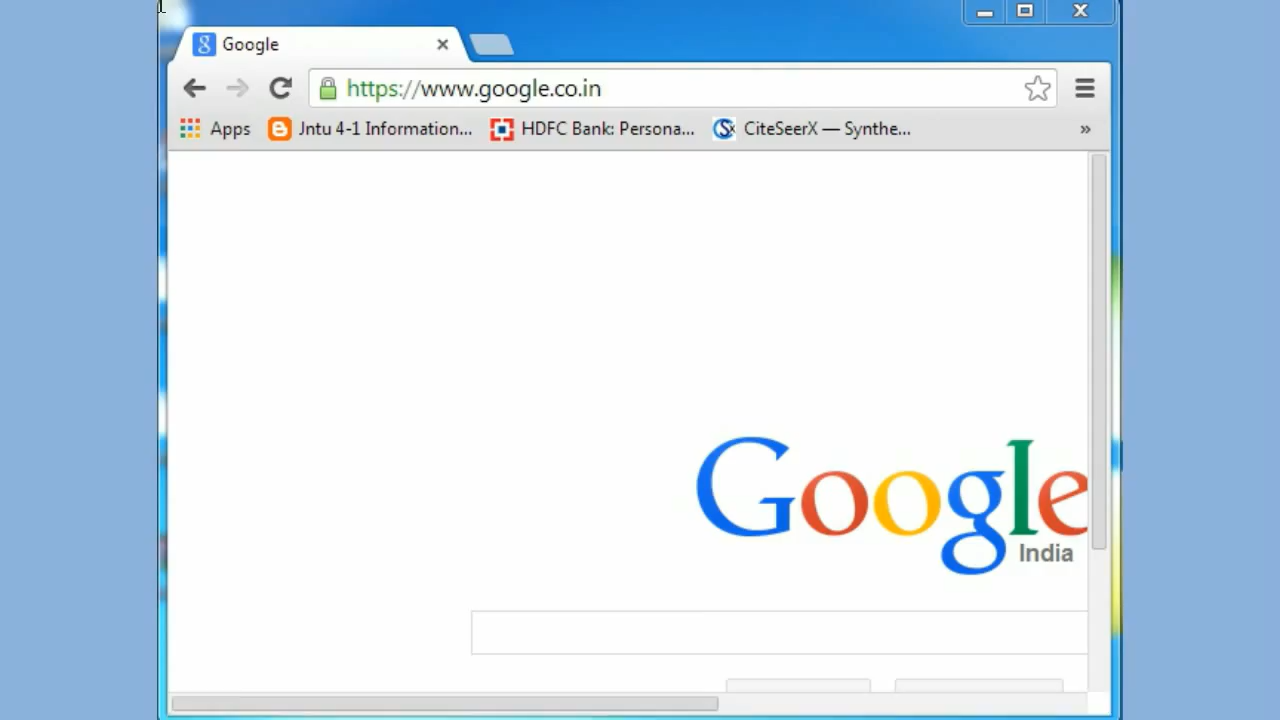 Google
https://www.google.co.in
Apps Jntu 4-1 Information... HDFC Bank: Persona... CiteSeerX — Synthe... »
Google
India